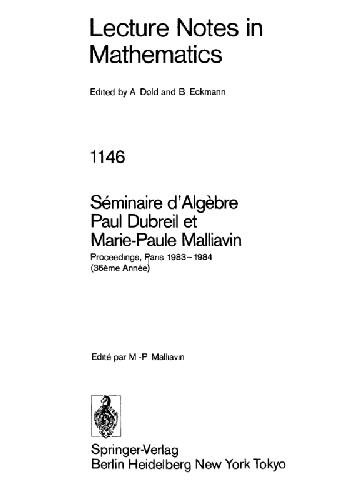 Lecture Notes in
Mathematics
Edited by A Dold and B Eckmann
1146
Séminaire d'Algèbre
Paul Dubreil et
Marie-Paule Malliavin
Proceedings, Paris 1983–1984
(36ème Année)
Edité par M -P Malliavin
Springer-Verlag
Berlin Heidelberg New York Tokyo